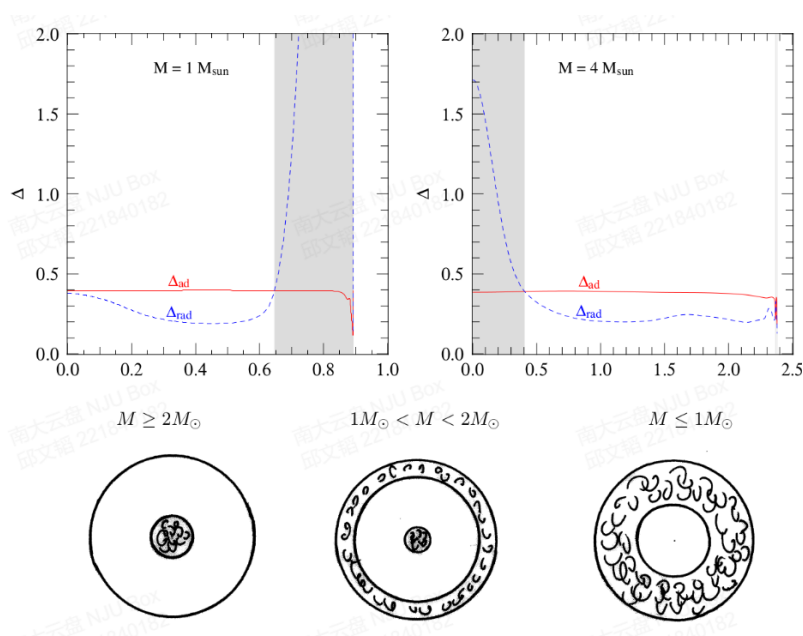 2.0
1.5
1.0
0.5
0.0
Δ
M = 1 M_sun
Δ_ad
Δ_rad
0.0 0.2 0.4 0.6 0.8 1.0
2.0
1.5
1.0
0.5
0.0
Δ
M = 4 M_sun
Δ_ad
Δ_rad
0.0 0.5 1.0 1.5 2.0 2.5
M ≥ 2M_⊙
1M_⊙ < M < 2M_⊙
M ≤ 1M_⊙
南大云盘 NJU Box
邱文韬 221840182